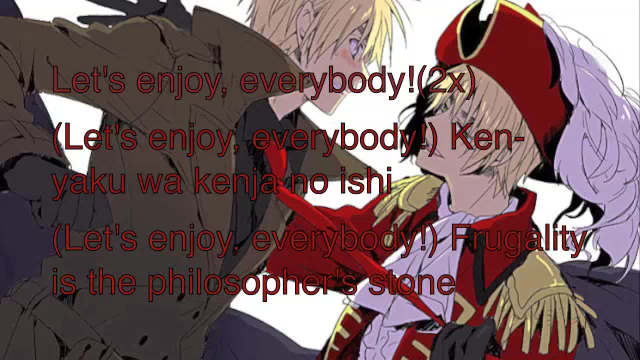 Let's enjoy, everybody!(2x)
(Let's enjoy, everybody!) Ken-
yaku wa kenja no ishi
(Let's enjoy, everybody!) Frugality
is the philosopher's stone